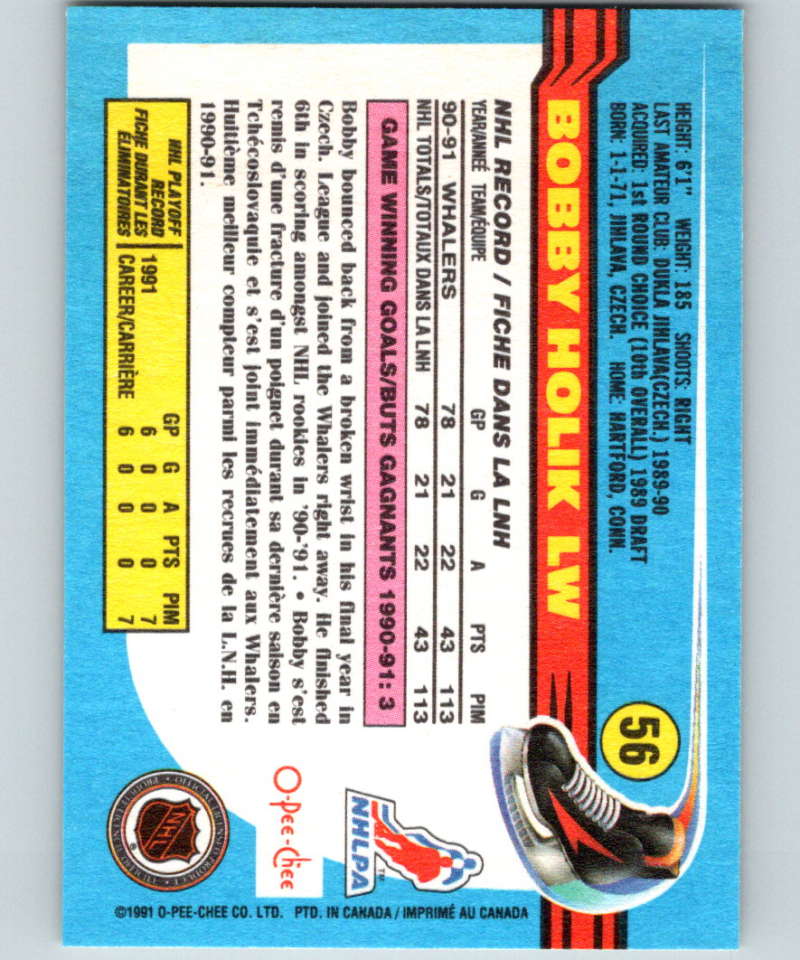 56
HEIGHT: 6'1" WEIGHT: 185 SHOOTS: RIGHT
LAST AMATEUR CLUB: DUKLA JIHLAVA(CZECH.) 1989-90
ACQUIRED: 1st ROUND CHOICE (10th OVERALL) 1989 DRAFT
BORN: 1-1-71, JIHLAVA, CZECH. HOME: HARTFORD, CONN.
BOBBY HOLIK LW
NHL RECORD / FICHE DANS LA LNH
YEAR/ANNEÉ TEAM/ÉQUIPE GP G A PTS PIM
90-91 WHALERS 78 21 22 43 113
NHL TOTALS/TOTAUX DANS LA LNH 78 21 22 43 113
GAME WINNING GOALS/BUTS GAGNANTS 1990-91: 3
Bobby bounced back from a broken wrist in his final year in
Czech. League and joined the Whalers right away. He finished
6th in scoring amongst NHL rookies in '90-'91. • Bobby s'est
remis d'une fracture d'un poignet durant sa dernière saison en
Tchécoslovaquie et s'est joint immédiatement aux Whalers.
Huitième meilleur compteur parmi les recrues de la L.N.H. en
1990-91.
NHL PLAYOFF RECORD
FICHE DURANT LES ÉLIMINATOIRES
GP G A PTS PIM
1991 6 0 0 0 7
CAREER/CARRIÈRE 6 0 0 0 7
NHLPA
TM
O-Pee-Chee
NHL
®
©1991 O-PEE-CHEE CO. LTD. PTD. IN CANADA / IMPRIMÉ AU CANADA